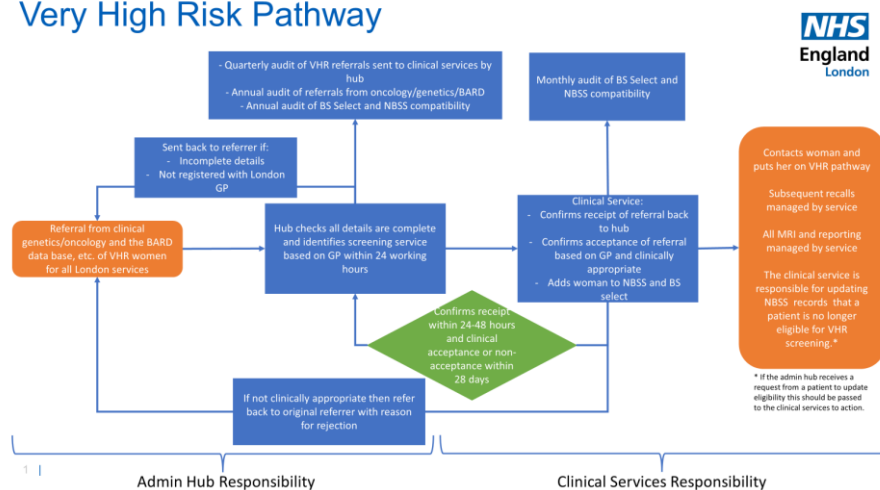 Very High Risk Pathway
NHS
England
London
- Quarterly audit of VHR referrals sent to clinical services by
hub
- Annual audit of referrals from oncology/genetics/BARD
- Annual audit of BS Select and NBSS compatibility
Monthly audit of BS Select and
NBSS compatibility
Sent back to referrer if:
- Incomplete details
- Not registered with London
GP
Referral from clinical
genetics/oncology and the BARD
data base, etc. of VHR women
for all London services
Hub checks all details are complete
and identifies screening service
based on GP within 24 working
hours
Clinical Service:
- Confirms receipt of referral back
to hub
- Confirms acceptance of referral
based on GP and clinically
appropriate
- Adds woman to NBSS and BS
select
Contacts woman and
puts her on VHR pathway
Subsequent recalls
managed by service
All MRI and reporting
managed by service
The clinical service is
responsible for updating
NBSS records that a
patient is no longer
eligible for VHR
screening.*
Confirms receipt
within 24-48 hours
and clinical
acceptance or non-
acceptance within
28 days
If not clinically appropriate then refer
back to original referrer with reason
for rejection
* If the admin hub receives a
request from a patient to update
eligibility this should be passed
to the clinical services to action.
1 |
Admin Hub Responsibility
Clinical Services Responsibility